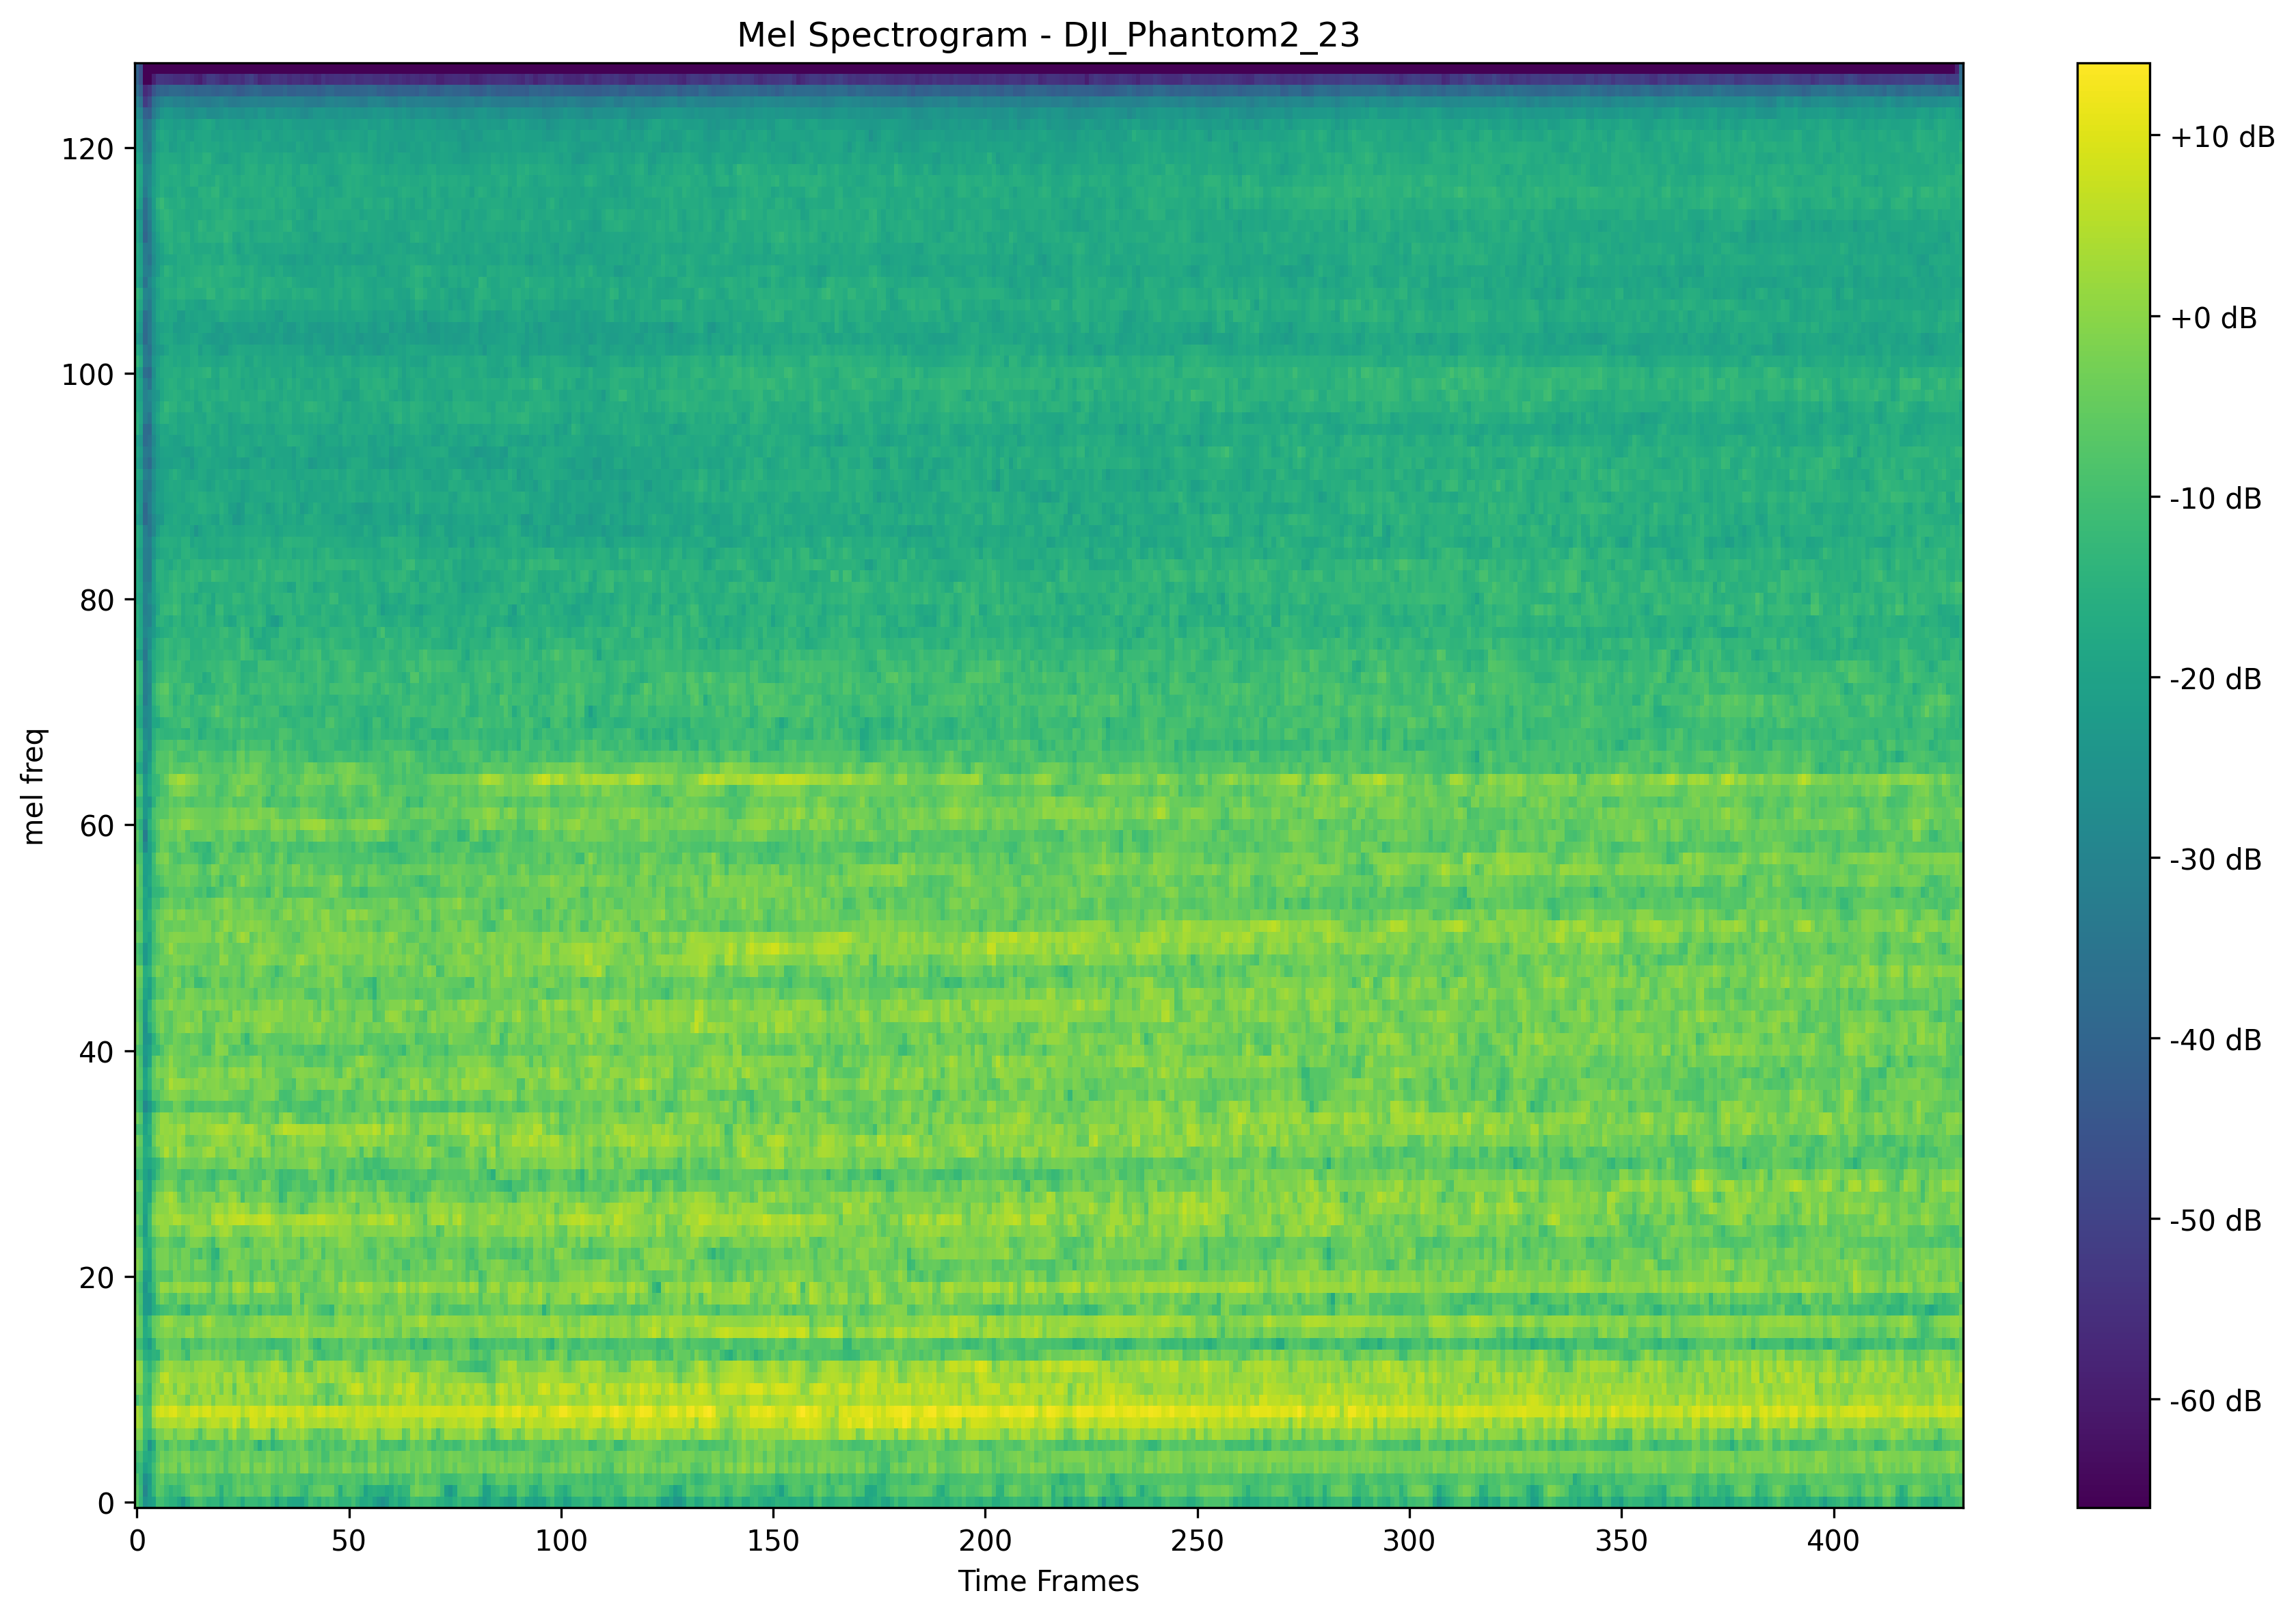 Mel Spectrogram - DJI_Phantom2_23
120
100
80
60
40
20
0
mel freq
0 50 100 150 200 250 300 350 400
Time Frames
+10 dB
+0 dB
-10 dB
-20 dB
-30 dB
-40 dB
-50 dB
-60 dB